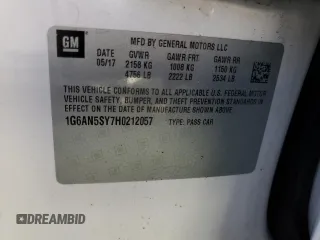 GM
MFD BY GENERAL MOTORS LLC
DATE GVWR GAWR FRT GAWR RR
05/17 2156 KG 1008 KG 1150 KG
4756 LB 2222 LB 2534 LB
THIS VEHICLE CONFORMS TO ALL APPLICABLE U.S. FEDERAL MOTOR
VEHICLE SAFETY, BUMPER, AND THEFT PREVENTION STANDARDS IN
EFFECT ON THE DATE OF MANUFACTURE SHOWN ABOVE.
1G6AN5SY7H0212057 TYPE: PASS CAR
DREAMBID